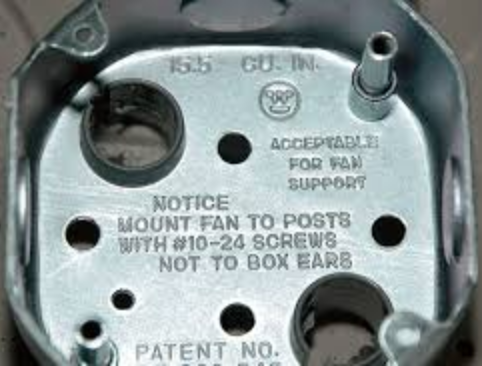 15.5 CU. IN.
ACCEPTABLE
FOR FAN
SUPPORT
NOTICE
MOUNT FAN TO POSTS
WITH #10-24 SCREWS
NOT TO BOX EARS
PATENT NO.